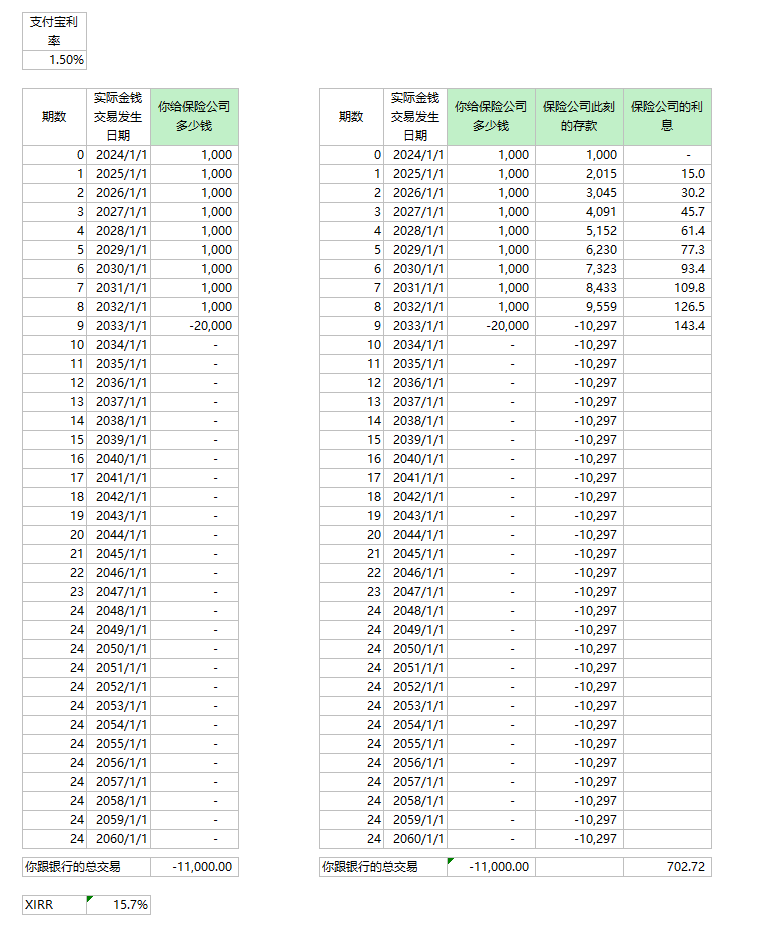 支付宝利
率
1.50%
期数 实际金钱交易发生日期 你给保险公司多少钱 期数 实际金钱交易发生日期 你给保险公司多少钱 保险公司此刻的存款 保险公司的利息
0 2024/1/1 1,000 0 2024/1/1 1,000 1,000 -
1 2025/1/1 1,000 1 2025/1/1 1,000 2,015 15.0
2 2026/1/1 1,000 2 2026/1/1 1,000 3,045 30.2
3 2027/1/1 1,000 3 2027/1/1 1,000 4,091 45.7
4 2028/1/1 1,000 4 2028/1/1 1,000 5,152 61.4
5 2029/1/1 1,000 5 2029/1/1 1,000 6,230 77.3
6 2030/1/1 1,000 6 2030/1/1 1,000 7,323 93.4
7 2031/1/1 1,000 7 2031/1/1 1,000 8,433 109.8
8 2032/1/1 1,000 8 2032/1/1 1,000 9,559 126.5
9 2033/1/1 -20,000 9 2033/1/1 -20,000 -10,297 143.4
10 2034/1/1 - 10 2034/1/1 - -10,297
11 2035/1/1 - 11 2035/1/1 - -10,297
12 2036/1/1 - 12 2036/1/1 - -10,297
13 2037/1/1 - 13 2037/1/1 - -10,297
14 2038/1/1 - 14 2038/1/1 - -10,297
15 2039/1/1 - 15 2039/1/1 - -10,297
16 2040/1/1 - 16 2040/1/1 - -10,297
17 2041/1/1 - 17 2041/1/1 - -10,297
18 2042/1/1 - 18 2042/1/1 - -10,297
19 2043/1/1 - 19 2043/1/1 - -10,297
20 2044/1/1 - 20 2044/1/1 - -10,297
21 2045/1/1 - 21 2045/1/1 - -10,297
22 2046/1/1 - 22 2046/1/1 - -10,297
23 2047/1/1 - 23 2047/1/1 - -10,297
24 2048/1/1 - 24 2048/1/1 - -10,297
24 2049/1/1 - 24 2049/1/1 - -10,297
24 2050/1/1 - 24 2050/1/1 - -10,297
24 2051/1/1 - 24 2051/1/1 - -10,297
24 2052/1/1 - 24 2052/1/1 - -10,297
24 2053/1/1 - 24 2053/1/1 - -10,297
24 2054/1/1 - 24 2054/1/1 - -10,297
24 2055/1/1 - 24 2055/1/1 - -10,297
24 2056/1/1 - 24 2056/1/1 - -10,297
24 2057/1/1 - 24 2057/1/1 - -10,297
24 2058/1/1 - 24 2058/1/1 - -10,297
24 2059/1/1 - 24 2059/1/1 - -10,297
24 2060/1/1 - 24 2060/1/1 - -10,297
你跟银行的总交易 -11,000.00 你跟银行的总交易 -11,000.00 702.72
XIRR 15.7%